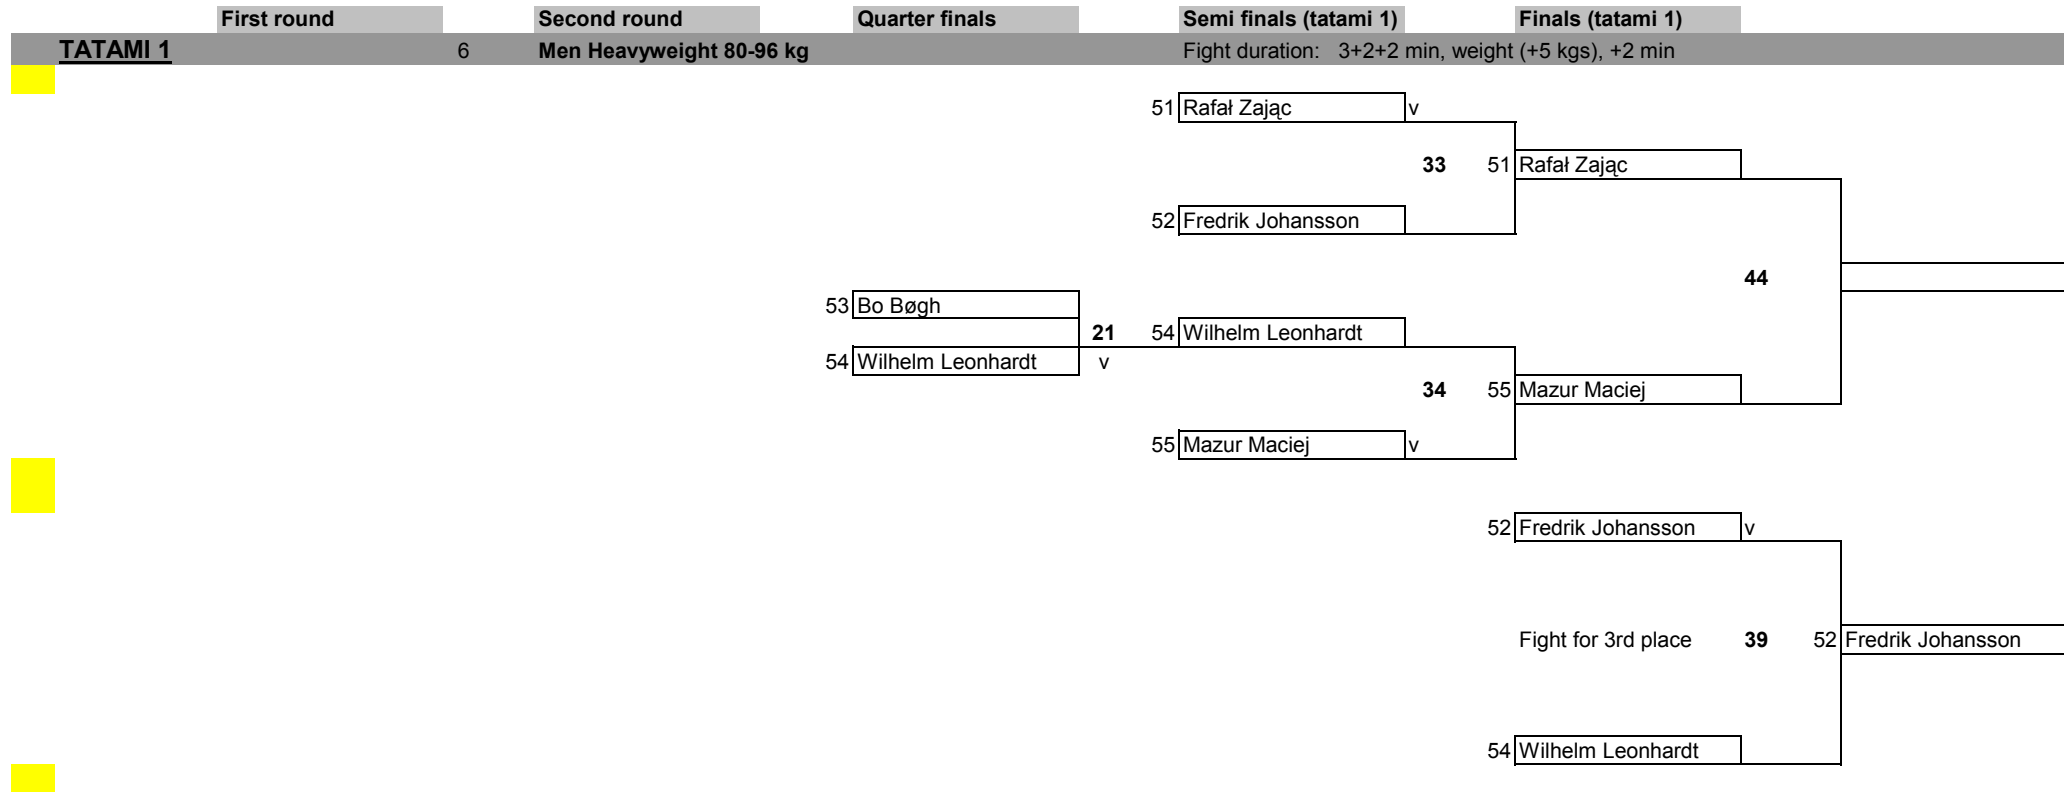 First round Second round Quarter finals Semi finals (tatami 1) Finals (tatami 1)
TATAMI 1 6 Men Heavyweight 80-96 kg Fight duration: 3+2+2 min, weight (+5 kgs), +2 min
51 Rafał Zając v
33 51 Rafał Zając
52 Fredrik Johansson
44
53 Bo Bøgh
21 54 Wilhelm Leonhardt
54 Wilhelm Leonhardt v
34 55 Mazur Maciej
55 Mazur Maciej v
52 Fredrik Johansson v
Fight for 3rd place 39 52 Fredrik Johansson
54 Wilhelm Leonhardt